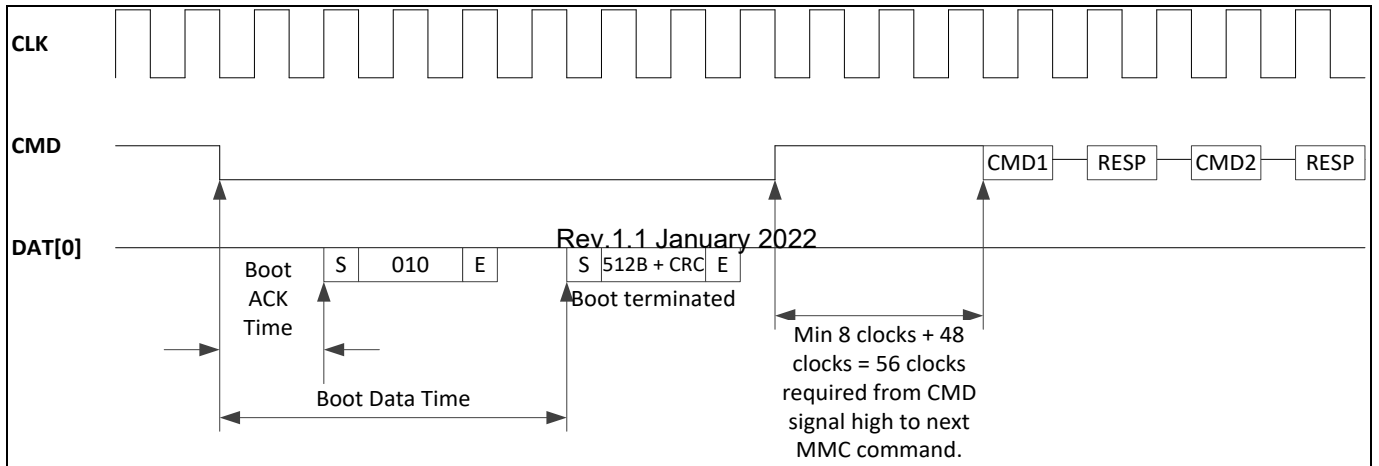 CLK
CMD
CMD1 RESP CMD2 RESP
DAT[0]
Rev.1.1 January 2022
S 010 E S 512B + CRC E
Boot
ACK
Time
Boot terminated
Boot Data Time
Min 8 clocks + 48
clocks = 56 clocks
required from CMD
signal high to next
MMC command.